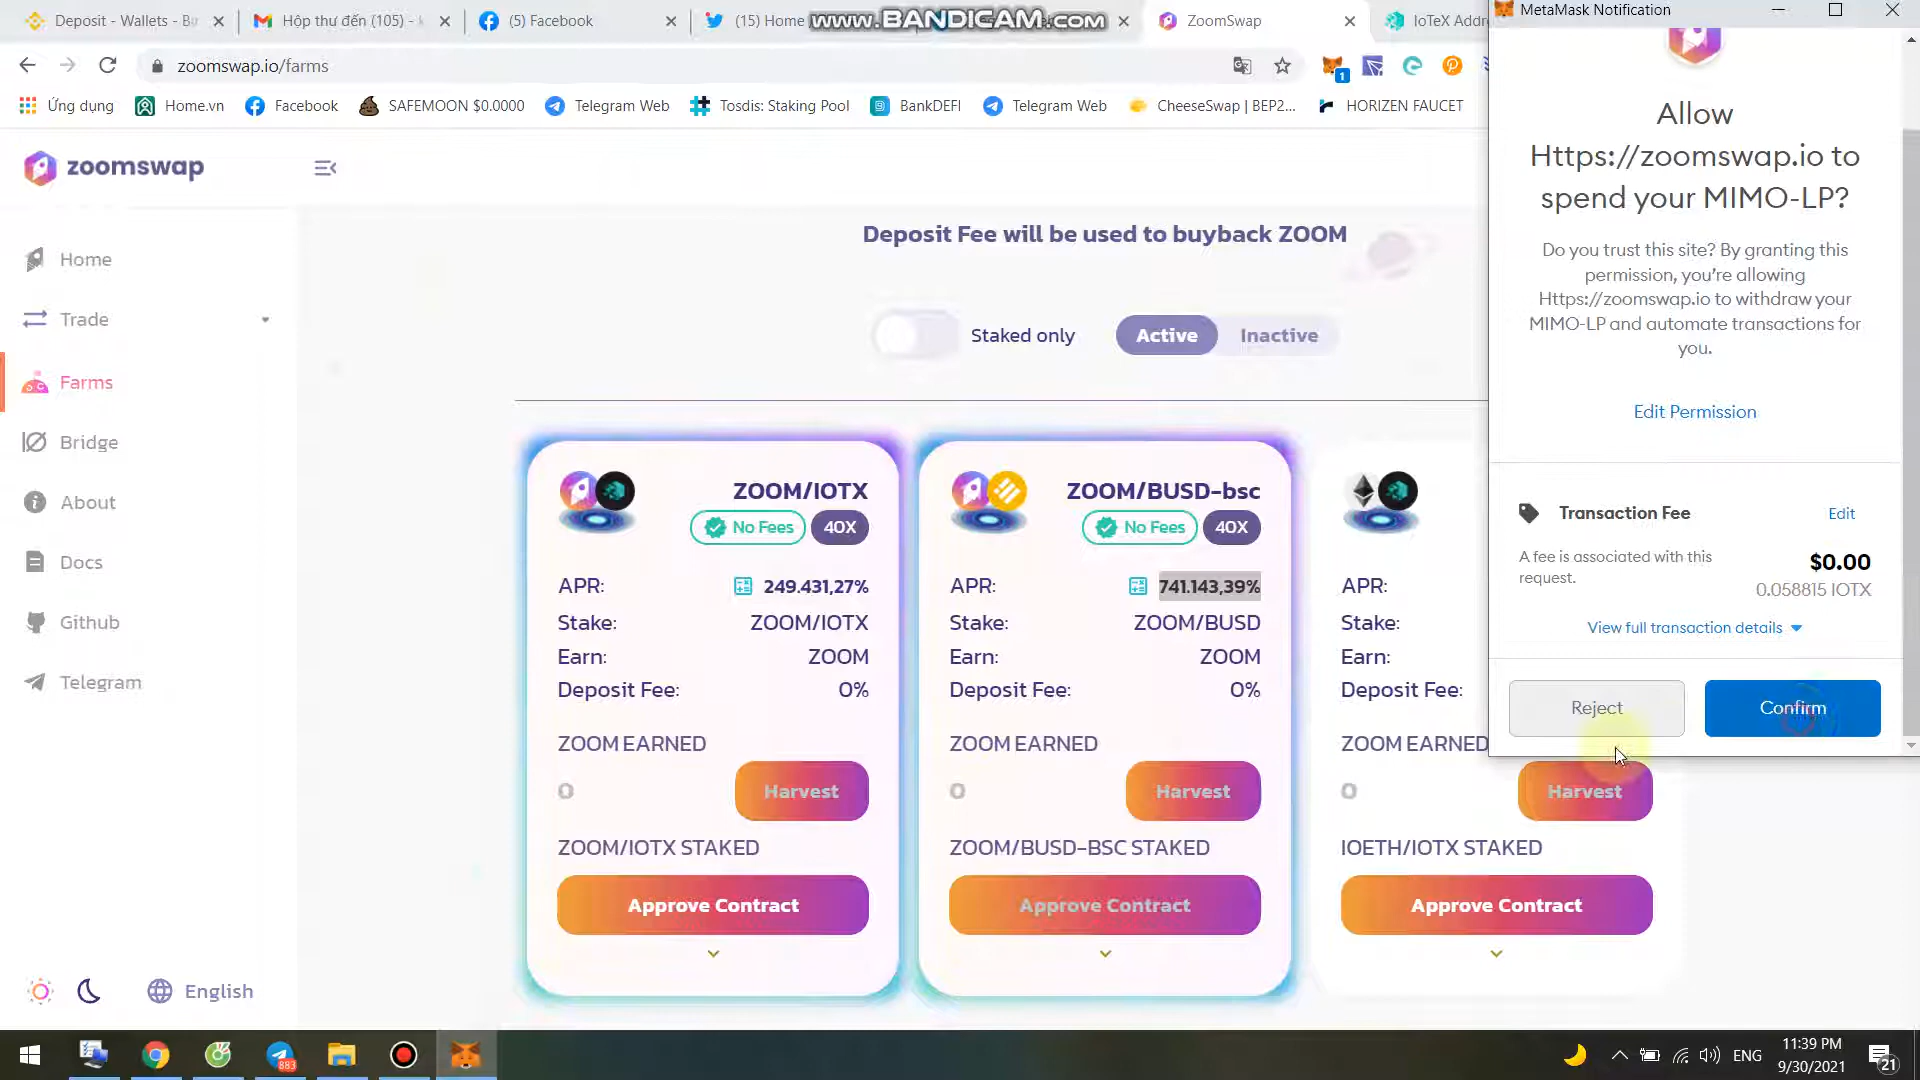 Deposit - Wallets - Bi
Hộp thư đến (105) -
(5) Facebook
(15) Home
www.BANDICAM.com
ZoomSwap
IoTeX Addr
MetaMask Notification
zoomswap.io/farms
1
Ứng dụng
Home.vn
Facebook
SAFEMOON $0.0000
Telegram Web
Tosdis: Staking Pool
BankDEFI
Telegram Web
CheeseSwap | BEP2...
HORIZEN FAUCET
zoomswap
Home
Trade
Farms
Bridge
About
Docs
Github
Telegram
English
Deposit Fee will be used to buyback ZOOM
Staked only
Active
Inactive
ZOOM/IOTX
No Fees
40X
APR:
249.431,27%
Stake:
ZOOM/IOTX
Earn:
ZOOM
Deposit Fee:
0%
ZOOM EARNED
0
Harvest
ZOOM/IOTX STAKED
Approve Contract
ZOOM/BUSD-bsc
No Fees
40X
APR:
741.143,39%
Stake:
ZOOM/BUSD
Earn:
ZOOM
Deposit Fee:
0%
ZOOM EARNED
0
Harvest
ZOOM/BUSD-BSC STAKED
Approve Contract
APR:
Stake:
Earn:
Deposit Fee:
ZOOM EARNED
0
Harvest
IOETH/IOTX STAKED
Approve Contract
Allow
Https://zoomswap.io to
spend your MIMO-LP?
Do you trust this site? By granting this
permission, you're allowing
Https://zoomswap.io to withdraw your
MIMO-LP and automate transactions for
you.
Edit Permission
Transaction Fee
Edit
A fee is associated with this
request.
$0.00
0.058815 IOTX
View full transaction details
Reject
Confirm
883
ENG
11:39 PM
9/30/2021
21